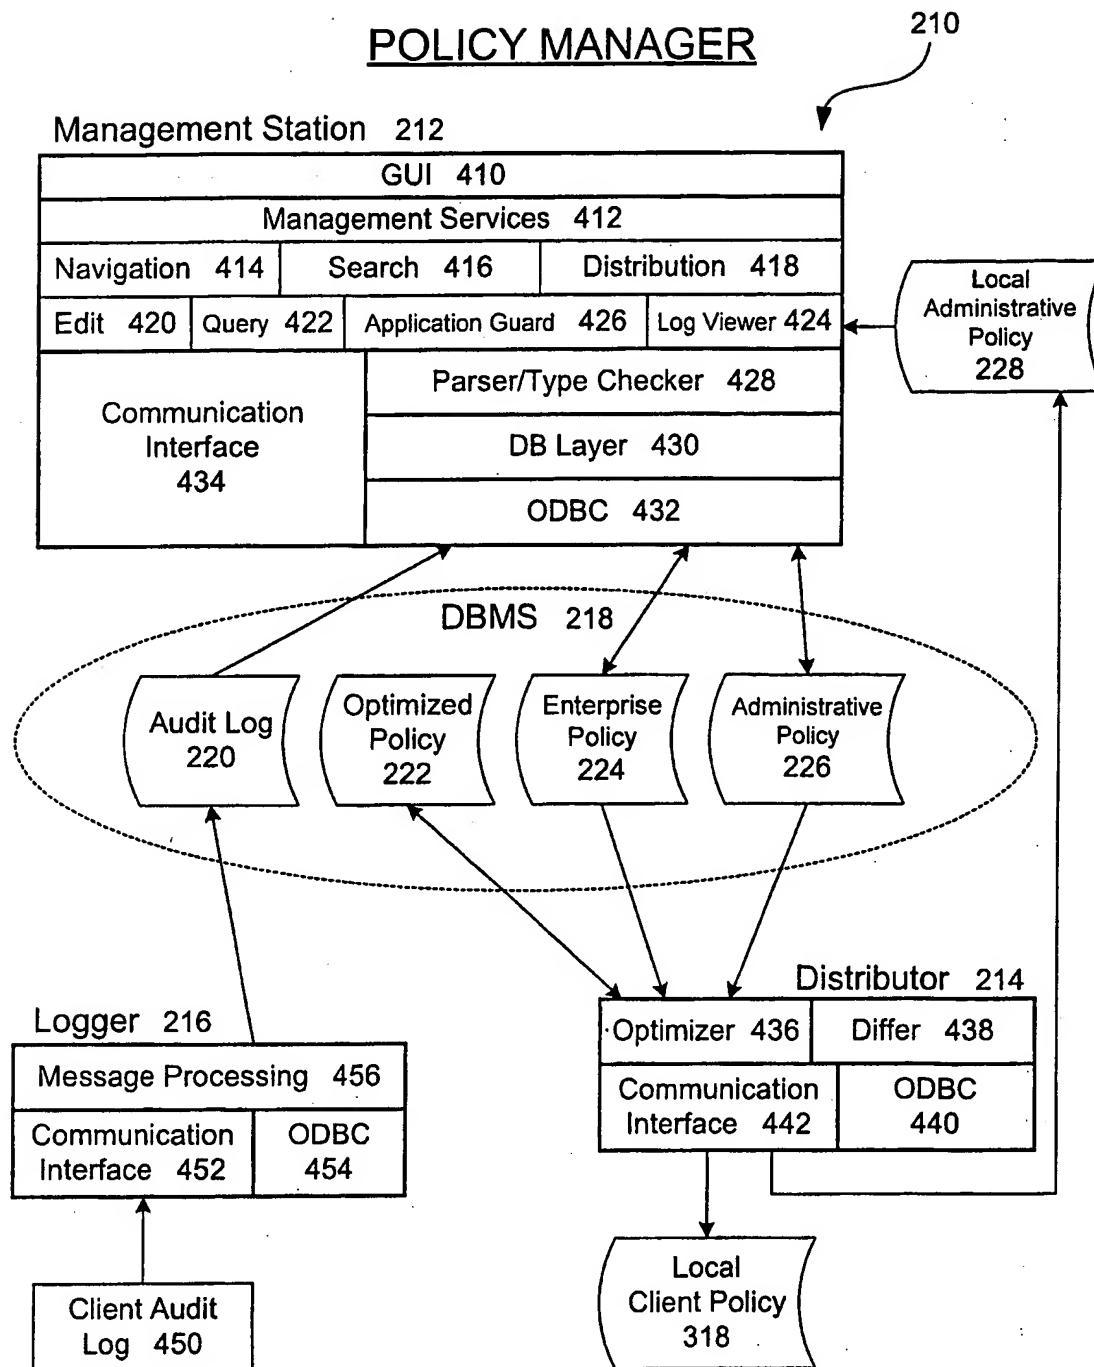 POLICY MANAGER
210
Management Station 212
GUI 410
Management Services 412
Navigation 414
Search 416
Distribution 418
Edit 420
Query 422
Application Guard 426
Log Viewer 424
Local
Administrative
Policy
228
Communication
Interface
434
Parser/Type Checker 428
DB Layer 430
ODBC 432
DBMS 218
Audit Log
220
Optimized
Policy
222
Enterprise
Policy
224
Administrative
Policy
226
Distributor 214
Logger 216
Optimizer 436
Differ 438
Message Processing 456
Communication
Interface 442
ODBC
440
Communication
Interface 452
ODBC
454
Local
Client Policy
318
Client Audit
Log 450